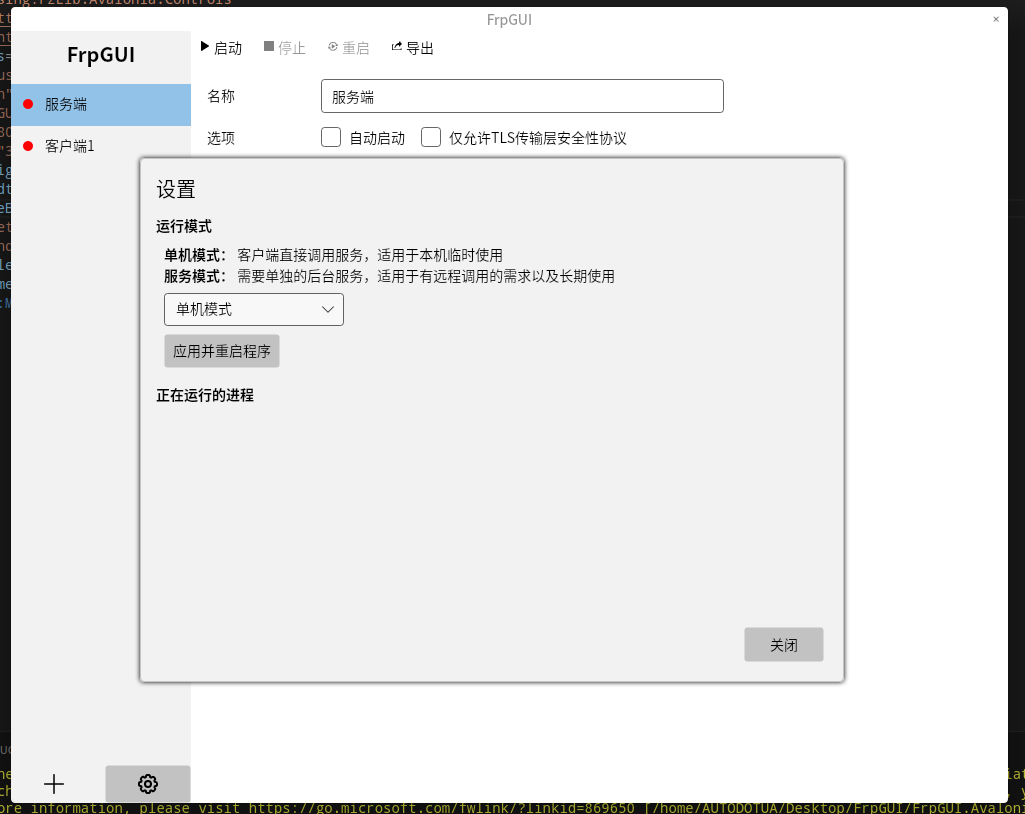 FrpGUI
FrpGUI
启动 停止 重启 导出
服务端
客户端1
名称 服务端
选项 自动启动 仅允许TLS传输层安全性协议
设置
运行模式
单机模式： 客户端直接调用服务，适用于本机临时使用
服务模式： 需要单独的后台服务，适用于有远程调用的需求以及长期使用
单机模式
应用并重启程序
正在运行的进程
关闭
ore information, please visit https://go.microsoft.com/fwlink/?linkid=869650 [/home/AUTODOTUA/Desktop/FrpGUI/FrpGUI.Avaloni